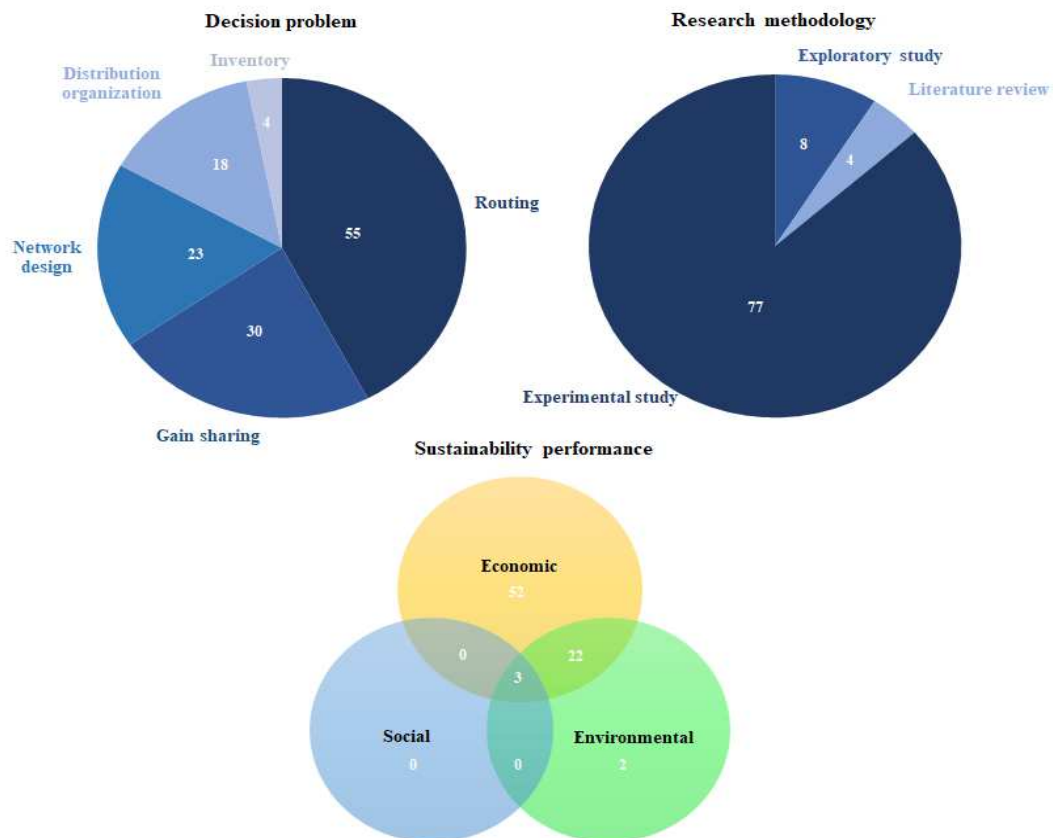 Decision problem
Inventory
Distribution
organization
4
18
Routing
55
Network
design
23
30
Gain sharing
Research methodology
Exploratory study
Literature review
8
4
77
Experimental study
Sustainability performance
Economic
52
0
22
3
Social
0
0
Environmental
2